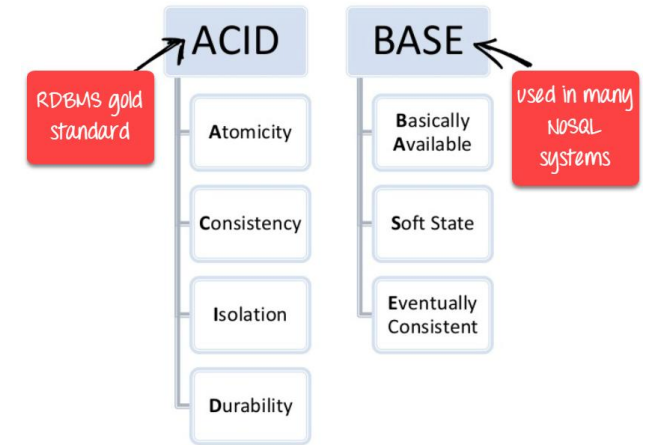 ACID
BASE
RDBMS gold
standard
used in many
NoSQL
systems
Atomicity
Consistency
Isolation
Durability
Basically
Available
Soft State
Eventually
Consistent